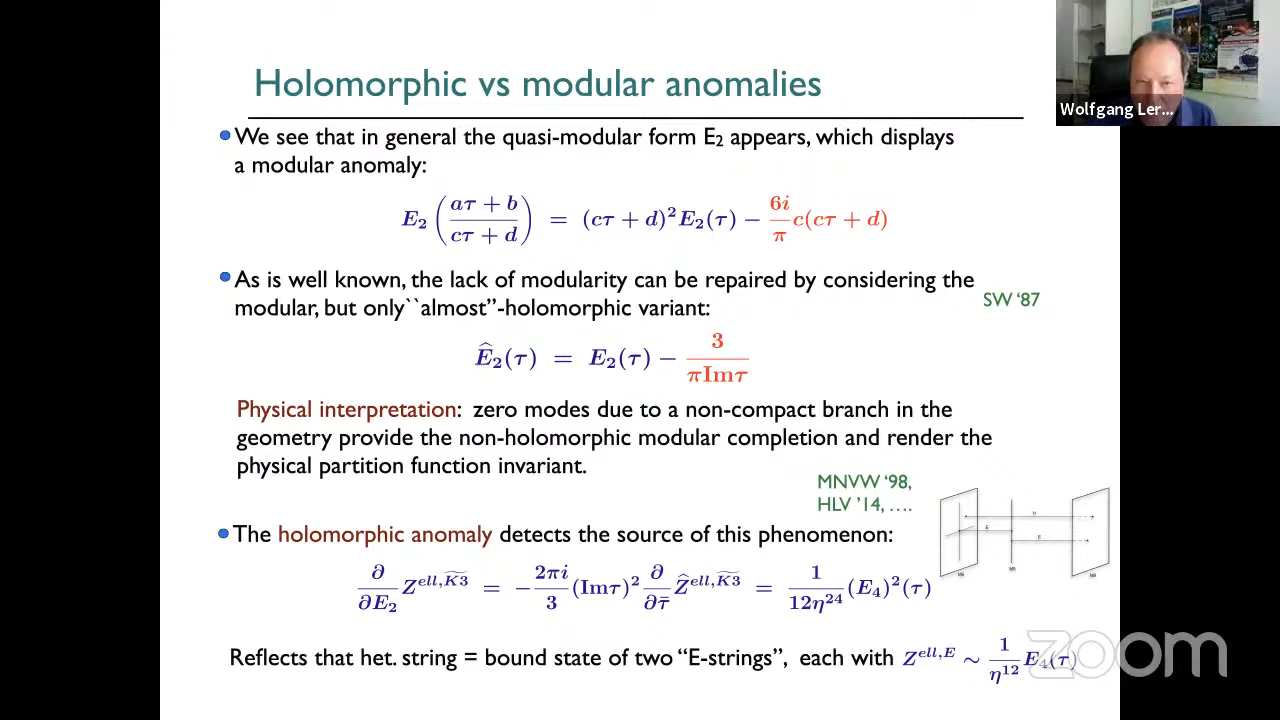 Holomorphic vs modular anomalies
Wolfgang Ler...
• We see that in general the quasi-modular form E₂ appears, which displays
a modular anomaly:
E₂((aτ + b)/(cτ + d)) = (cτ + d)²E₂(τ) − (6i/π)c(cτ + d)
• As is well known, the lack of modularity can be repaired by considering the
modular, but only``almost”-holomorphic variant:
SW ‘87
Ê₂(τ) = E₂(τ) − 3/(πImτ)
Physical interpretation: zero modes due to a non-compact branch in the
geometry provide the non-holomorphic modular completion and render the
physical partition function invariant.
MNVW ‘98,
HLV ’14, ….
• The holomorphic anomaly detects the source of this phenomenon:
∂/∂E₂ Z^{ell,\widetilde{K3}} = −(2πi/3)(Imτ)² ∂/∂τ̄ Ẑ^{ell,\widetilde{K3}} = 1/(12η²⁴) (E₄)²(τ)
Reflects that het. string = bound state of two “E-strings”, each with Z^{ell,E} ∼ (1/η¹²)E₄(τ)
zoom